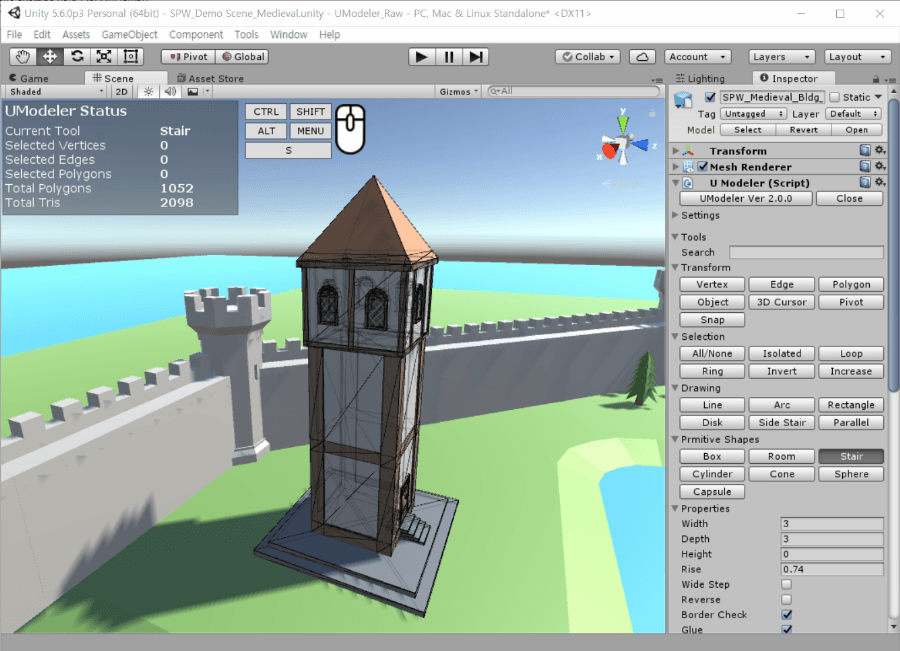 Unity 5.6.0p3 Personal (64bit) - SPW_Demo Scene_Medieval.unity - UModeler_Raw - PC, Mac & Linux Standalone* <DX11>
File Edit Assets GameObject Component Tools Window Help
Pivot Global Collab Account Layers Layout
Game Scene Asset Store Lighting Inspector
Shaded 2D Gizmos All
UModeler Status
Current Tool Stair
Selected Vertices 0
Selected Edges 0
Selected Polygons 0
Total Polygons 1052
Total Tris 2098
CTRL SHIFT
ALT MENU
S
y
x z
SPW_Medieval_Bldg_ Static
Tag Untagged Layer Default
Model Select Revert Open
Transform
Mesh Renderer
U Modeler (Script)
UModeler Ver 2.0.0 Close
Settings
Tools
Search
Transform
Vertex Edge Polygon
Object 3D Cursor Pivot
Snap
Selection
All/None Isolated Loop
Ring Invert Increase
Drawing
Line Arc Rectangle
Disk Side Stair Parallel
Prmitive Shapes
Box Room Stair
Cylinder Cone Sphere
Capsule
Properties
Width 3
Depth 3
Height 0
Rise 0.74
Wide Step
Reverse
Border Check
Glue